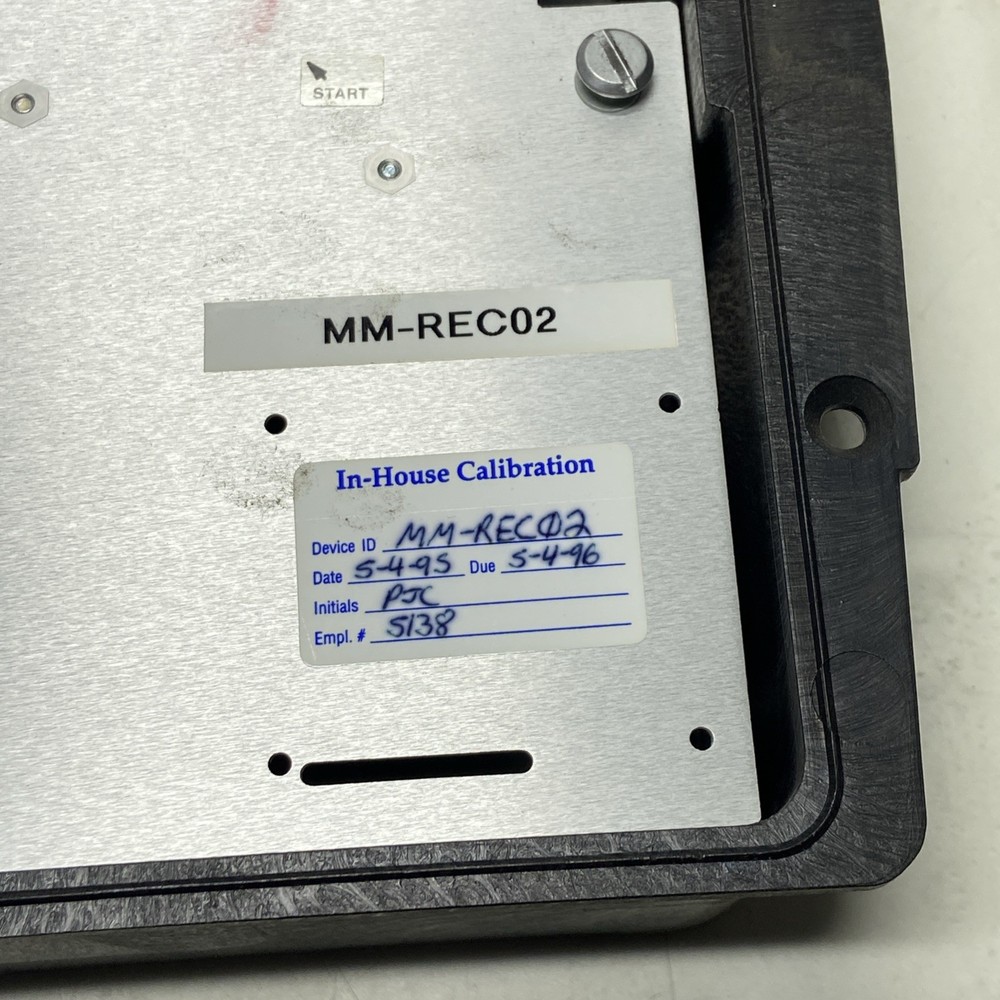 START
MM-REC02
In-House Calibration
Device ID MM-REC02
Date 5-4-95 Due 5-4-96
Initials PJC
Empl. # 5138